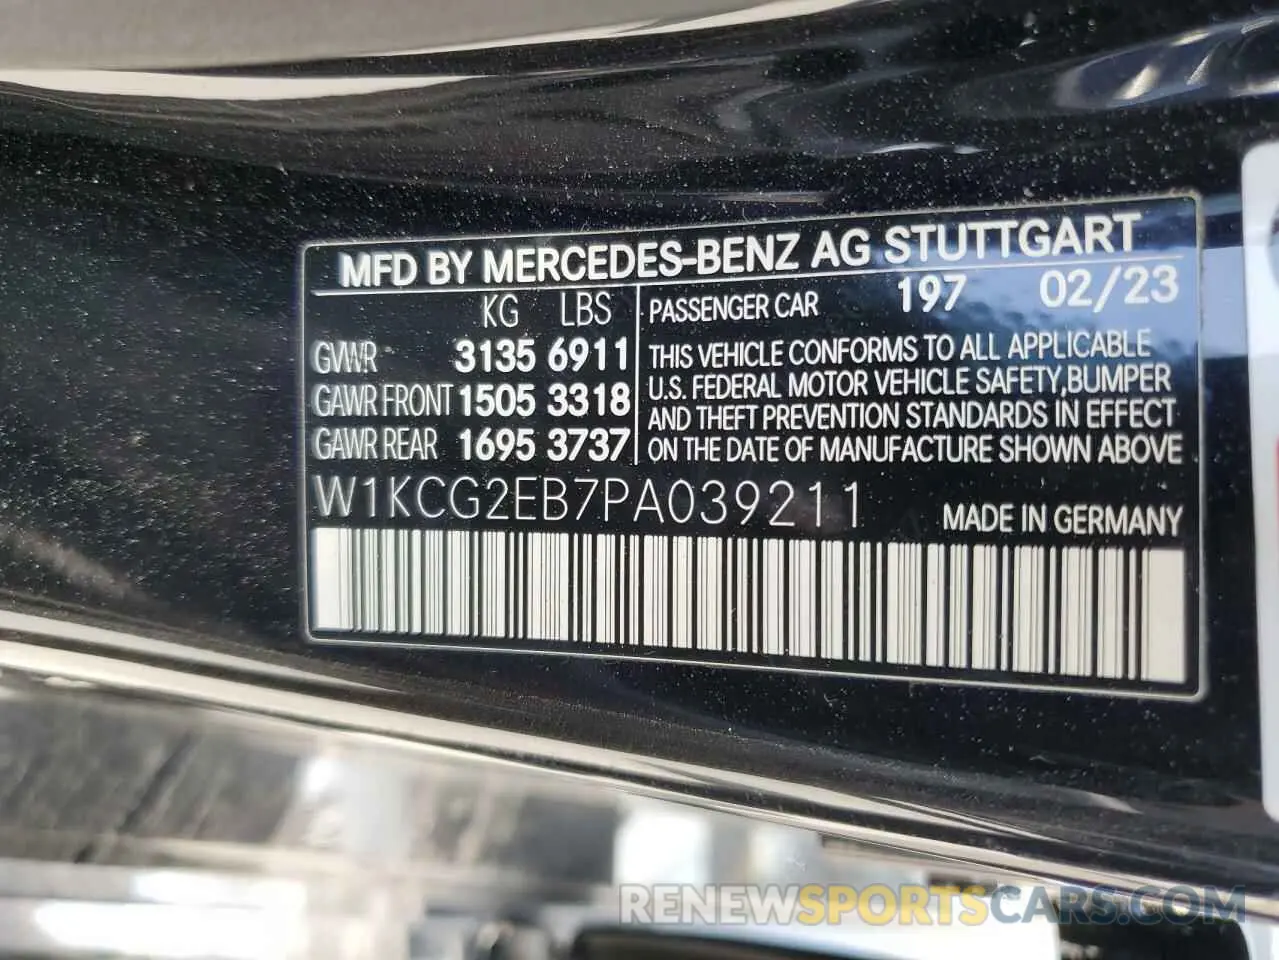 MFD BY MERCEDES-BENZ AG STUTTGART
KG LBS
GVWR 3135 6911
GAWR FRONT 1505 3318
GAWR REAR 1695 3737
PASSENGER CAR 197 02/23
THIS VEHICLE CONFORMS TO ALL APPLICABLE
U.S. FEDERAL MOTOR VEHICLE SAFETY,BUMPER
AND THEFT PREVENTION STANDARDS IN EFFECT
ON THE DATE OF MANUFACTURE SHOWN ABOVE
W1KCG2EB7PA039211
MADE IN GERMANY
RENEWSPORTSCARS.COM